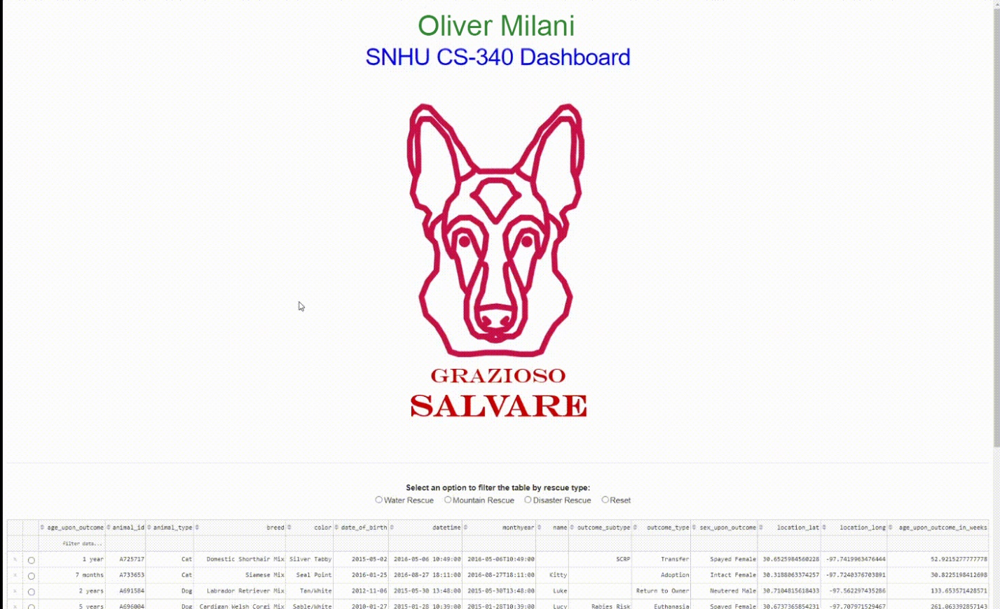 Oliver Milani
SNHU CS-340 Dashboard
GRAZIOSO
SALVARE
Select an option to filter the table by rescue type:
Water Rescue Mountain Rescue Disaster Rescue Reset
age_upon_outcome animal_id animal_type breed color date_of_birth datetime monthyear name outcome_subtype outcome_type sex_upon_outcome location_lat location_long age_upon_outcome_in_weeks
filter data...
1 year A725717 Cat Domestic Shorthair Mix Silver Tabby 2015-05-02 2016-05-06 10:49:00 2016-05-06T10:49:00 SCRP Transfer Spayed Female 30.6525984560228 -97.7419963476444 52.9215277777778
7 months A733653 Cat Siamese Mix Seal Point 2016-01-25 2016-08-27 18:11:00 2016-08-27T18:11:00 Kitty Adoption Intact Female 30.3188063374257 -97.7240376703891 30.8225198412698
2 years A691584 Dog Labrador Retriever Mix Tan/White 2012-11-06 2015-05-30 13:48:00 2015-05-30T13:48:00 Luke Return to Owner Neutered Male 30.7104815618433 -97.562297435286 133.653571428571
5 years A696004 Dog Cardigan Welsh Corgi Mix Sable/White 2010-01-27 2015-01-28 10:39:00 2015-01-28T10:39:00 Lucy Rabies Risk Euthanasia Spayed Female 30.6737365854231 -97.707971529467 261.063392857143